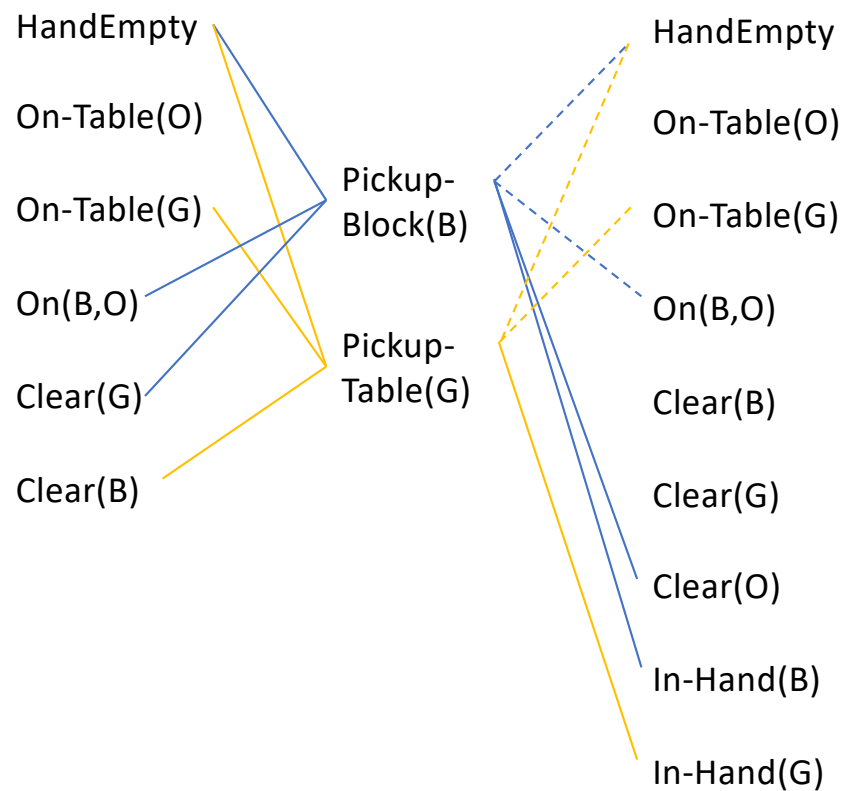 HandEmpty
On-Table(O)
On-Table(G)
On(B,O)
Clear(G)
Clear(B)
Pickup-
Block(B)
Pickup-
Table(G)
HandEmpty
On-Table(O)
On-Table(G)
On(B,O)
Clear(B)
Clear(G)
Clear(O)
In-Hand(B)
In-Hand(G)